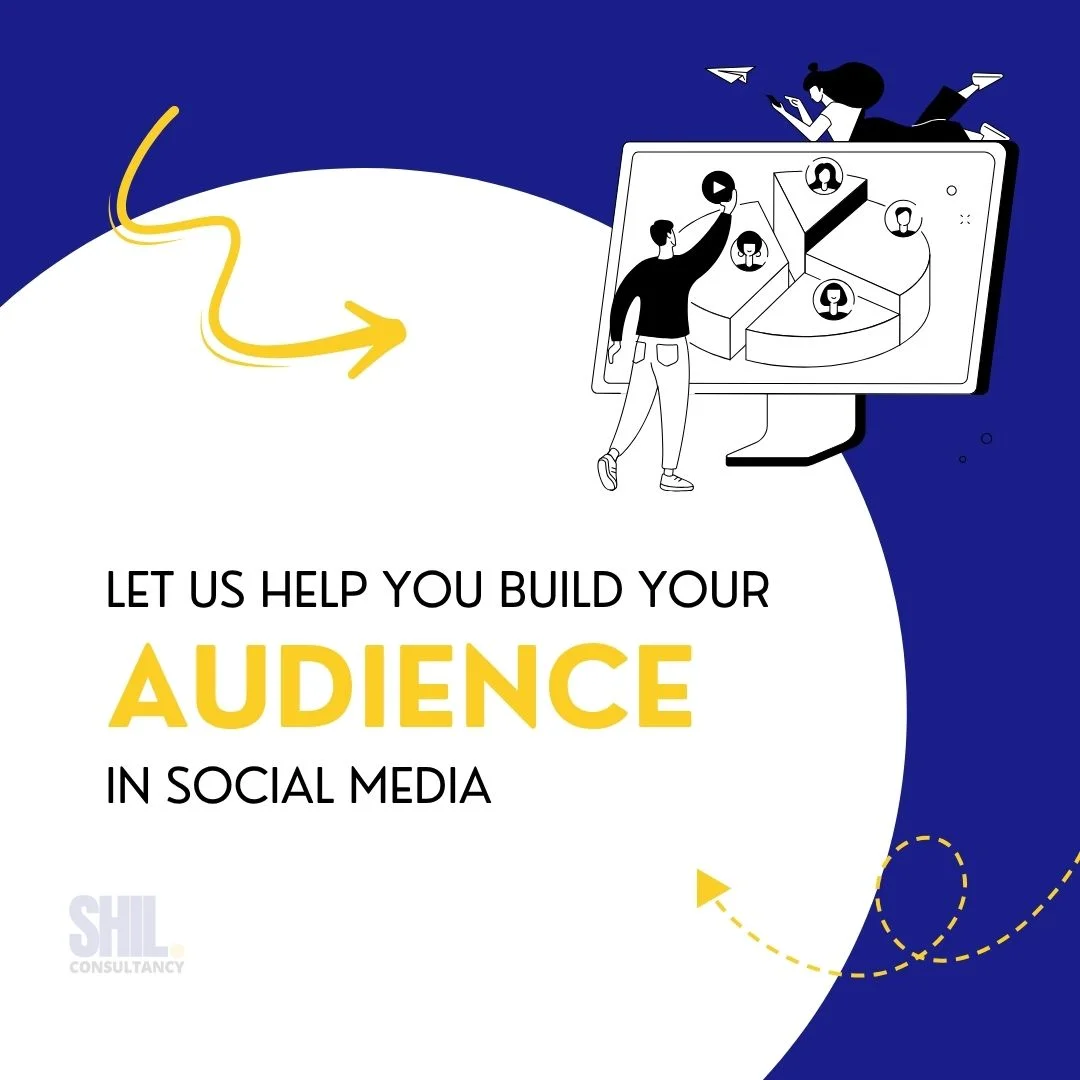 LET US HELP YOU BUILD YOUR
AUDIENCE
IN SOCIAL MEDIA
SHIL.
CONSULTANCY